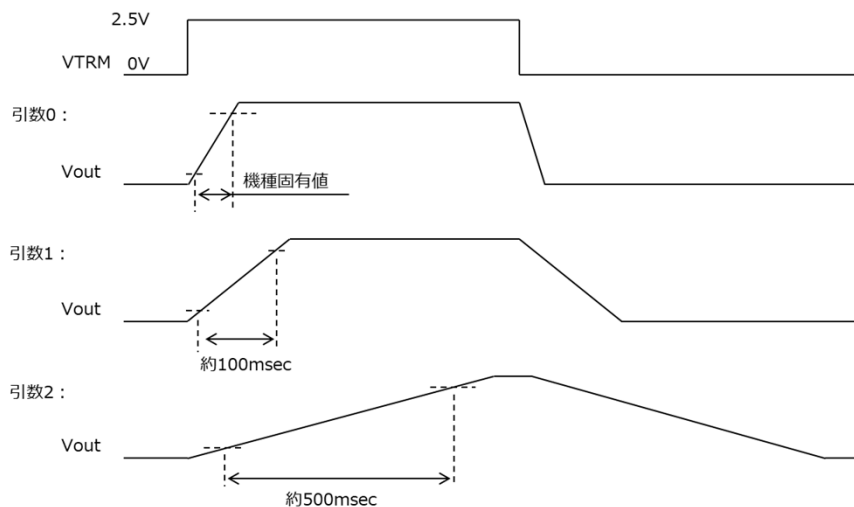 2.5V
VTRM 0V
引数0：
Vout
機種固有値
引数1：
Vout
約100msec
引数2：
Vout
約500msec